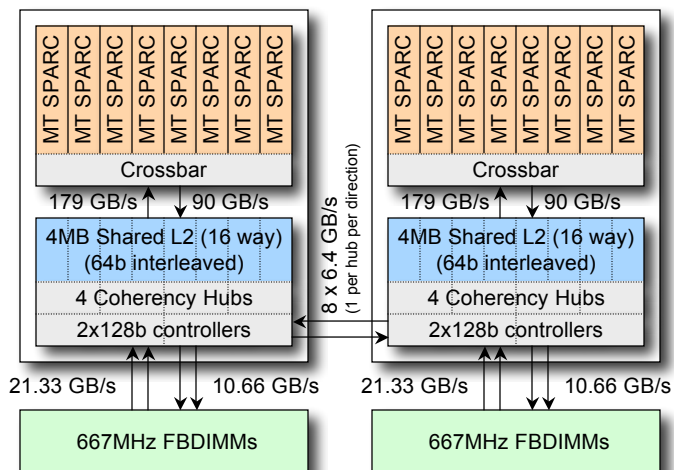 MT SPARC
MT SPARC
MT SPARC
MT SPARC
MT SPARC
MT SPARC
MT SPARC
MT SPARC
Crossbar
179 GB/s
90 GB/s
4MB Shared L2 (16 way)
(64b interleaved)
4 Coherency Hubs
2x128b controllers
21.33 GB/s
10.66 GB/s
667MHz FBDIMMs
8 x 6.4 GB/s
(1 per hub per direction)
MT SPARC
MT SPARC
MT SPARC
MT SPARC
MT SPARC
MT SPARC
MT SPARC
MT SPARC
Crossbar
179 GB/s
90 GB/s
4MB Shared L2 (16 way)
(64b interleaved)
4 Coherency Hubs
2x128b controllers
21.33 GB/s
10.66 GB/s
667MHz FBDIMMs